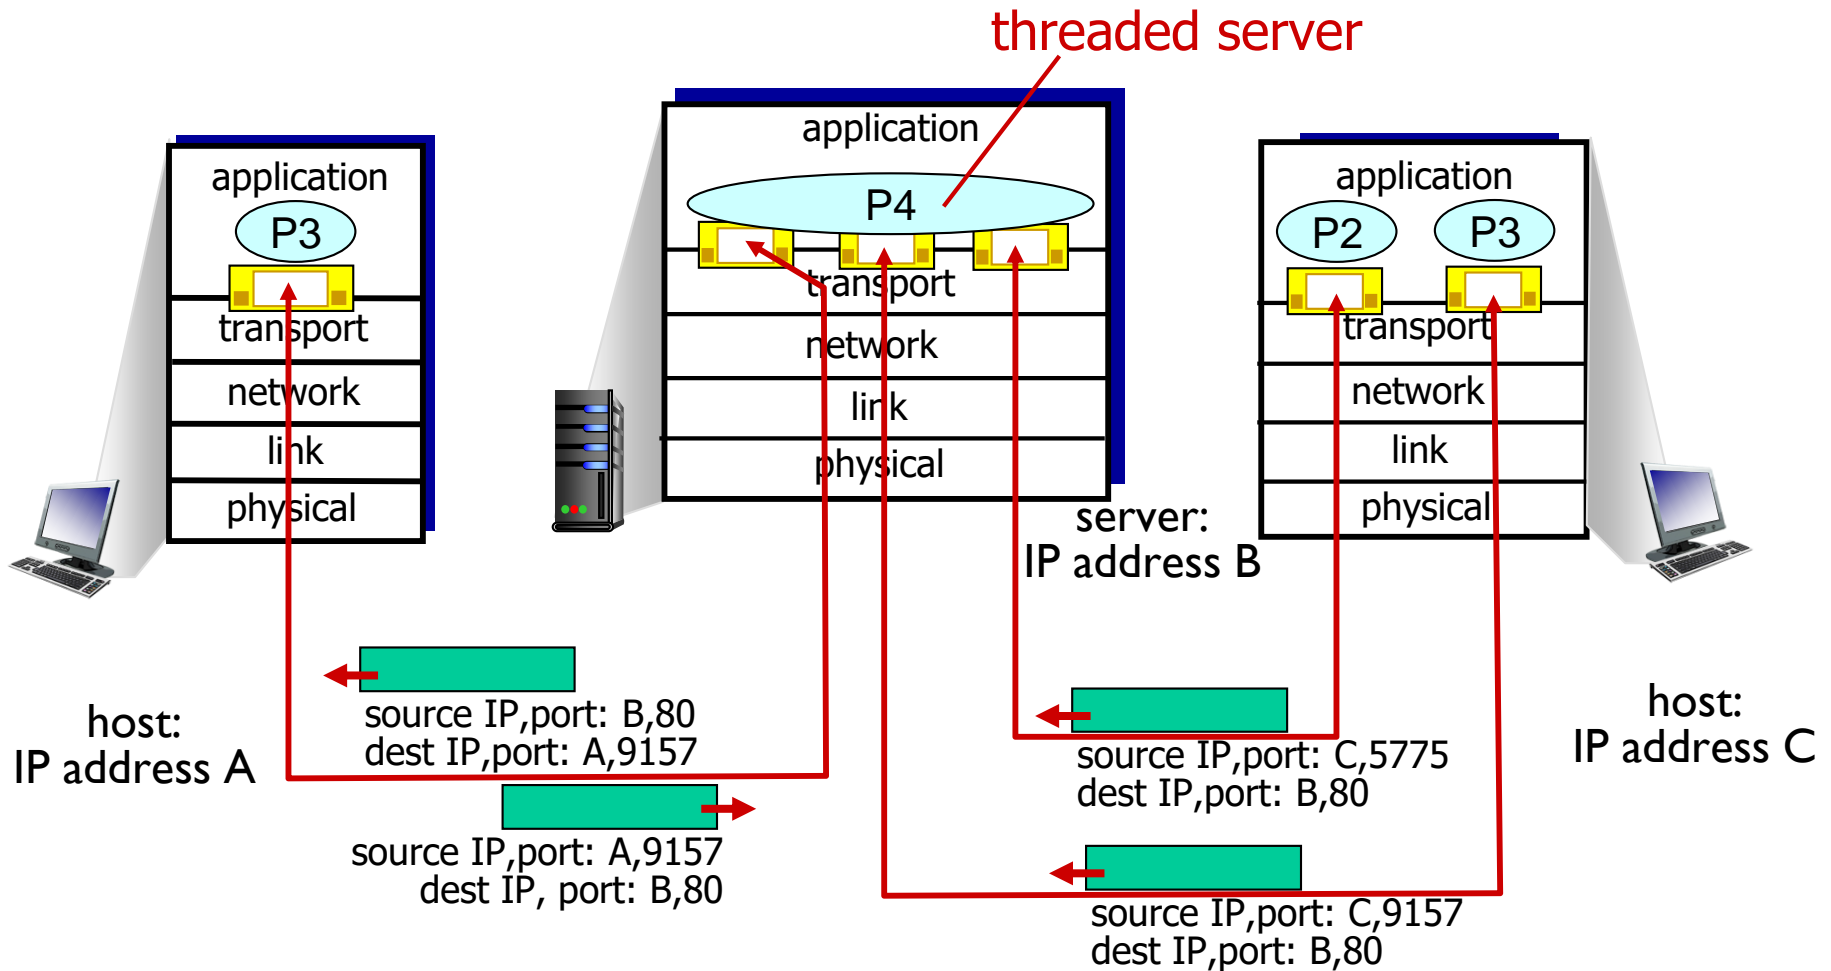 threaded server
application
P3
transport
network
link
physical
application
P4
transport
network
link
physical
application
P2
P3
transport
network
link
physical
server:
IP address B
host:
IP address A
host:
IP address C
source IP,port: B,80
dest IP,port: A,9157
source IP,port: A,9157
dest IP, port: B,80
source IP,port: C,5775
dest IP,port: B,80
source IP,port: C,9157
dest IP,port: B,80